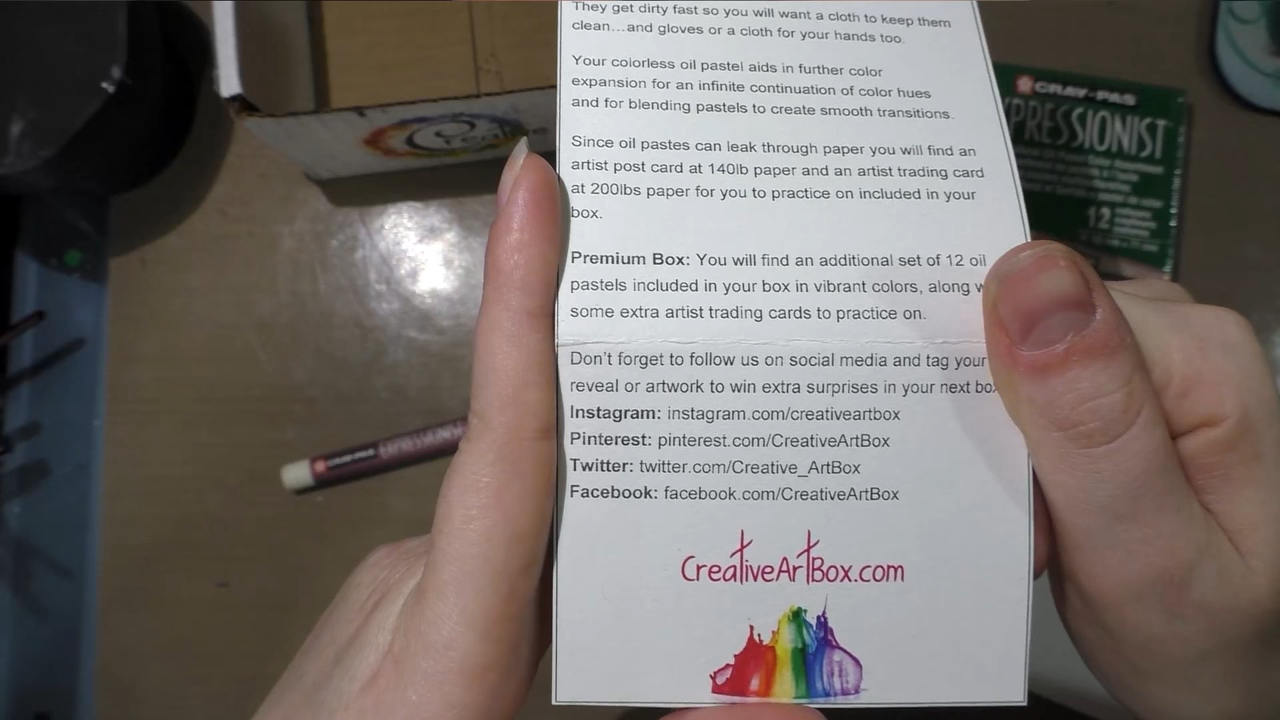 They get dirty fast so you will want a cloth to keep them
clean...and gloves or a cloth for your hands too.
Your colorless oil pastel aids in further color
expansion for an infinite continuation of color hues
and for blending pastels to create smooth transitions.
Since oil pastes can leak through paper you will find an
artist post card at 140lb paper and an artist trading card
at 200lbs paper for you to practice on included in your
box.
Premium Box: You will find an additional set of 12 oil
pastels included in your box in vibrant colors, along
some extra artist trading cards to practice on.
Don't forget to follow us on social media and tag your
reveal or artwork to win extra surprises in your next
Instagram: instagram.com/creativeartbox
Pinterest: pinterest.com/CreativeArtBox
Twitter: twitter.com/Creative_ArtBox
Facebook: facebook.com/CreativeArtBox
CreativeArtBox.com
CRAY-PAS
PRESSIONIST
12
CRAY-PAS